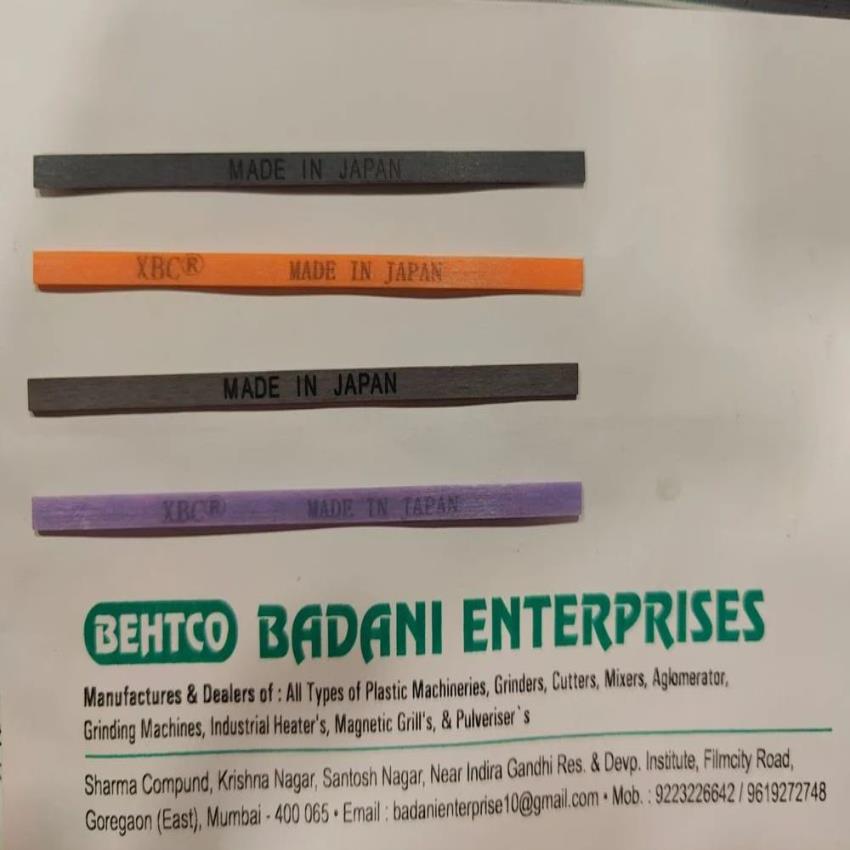 MADE IN JAPAN
XBC® MADE IN JAPAN
MADE IN JAPAN
XBC® MADE IN JAPAN
BEHTCO BADANI ENTERPRISES
Manufactures & Dealers of : All Types of Plastic Machineries, Grinders, Cutters, Mixers, Aglomerator,
Grinding Machines, Industrial Heater's, Magnetic Grill's, & Pulveriser`s
Sharma Compund, Krishna Nagar, Santosh Nagar, Near Indira Gandhi Res. & Devp. Institute, Filmcity Road,
Goregaon (East), Mumbai - 400 065 • Email : badanienterprise10@gmail.com • Mob. : 9223226642 / 9619272748